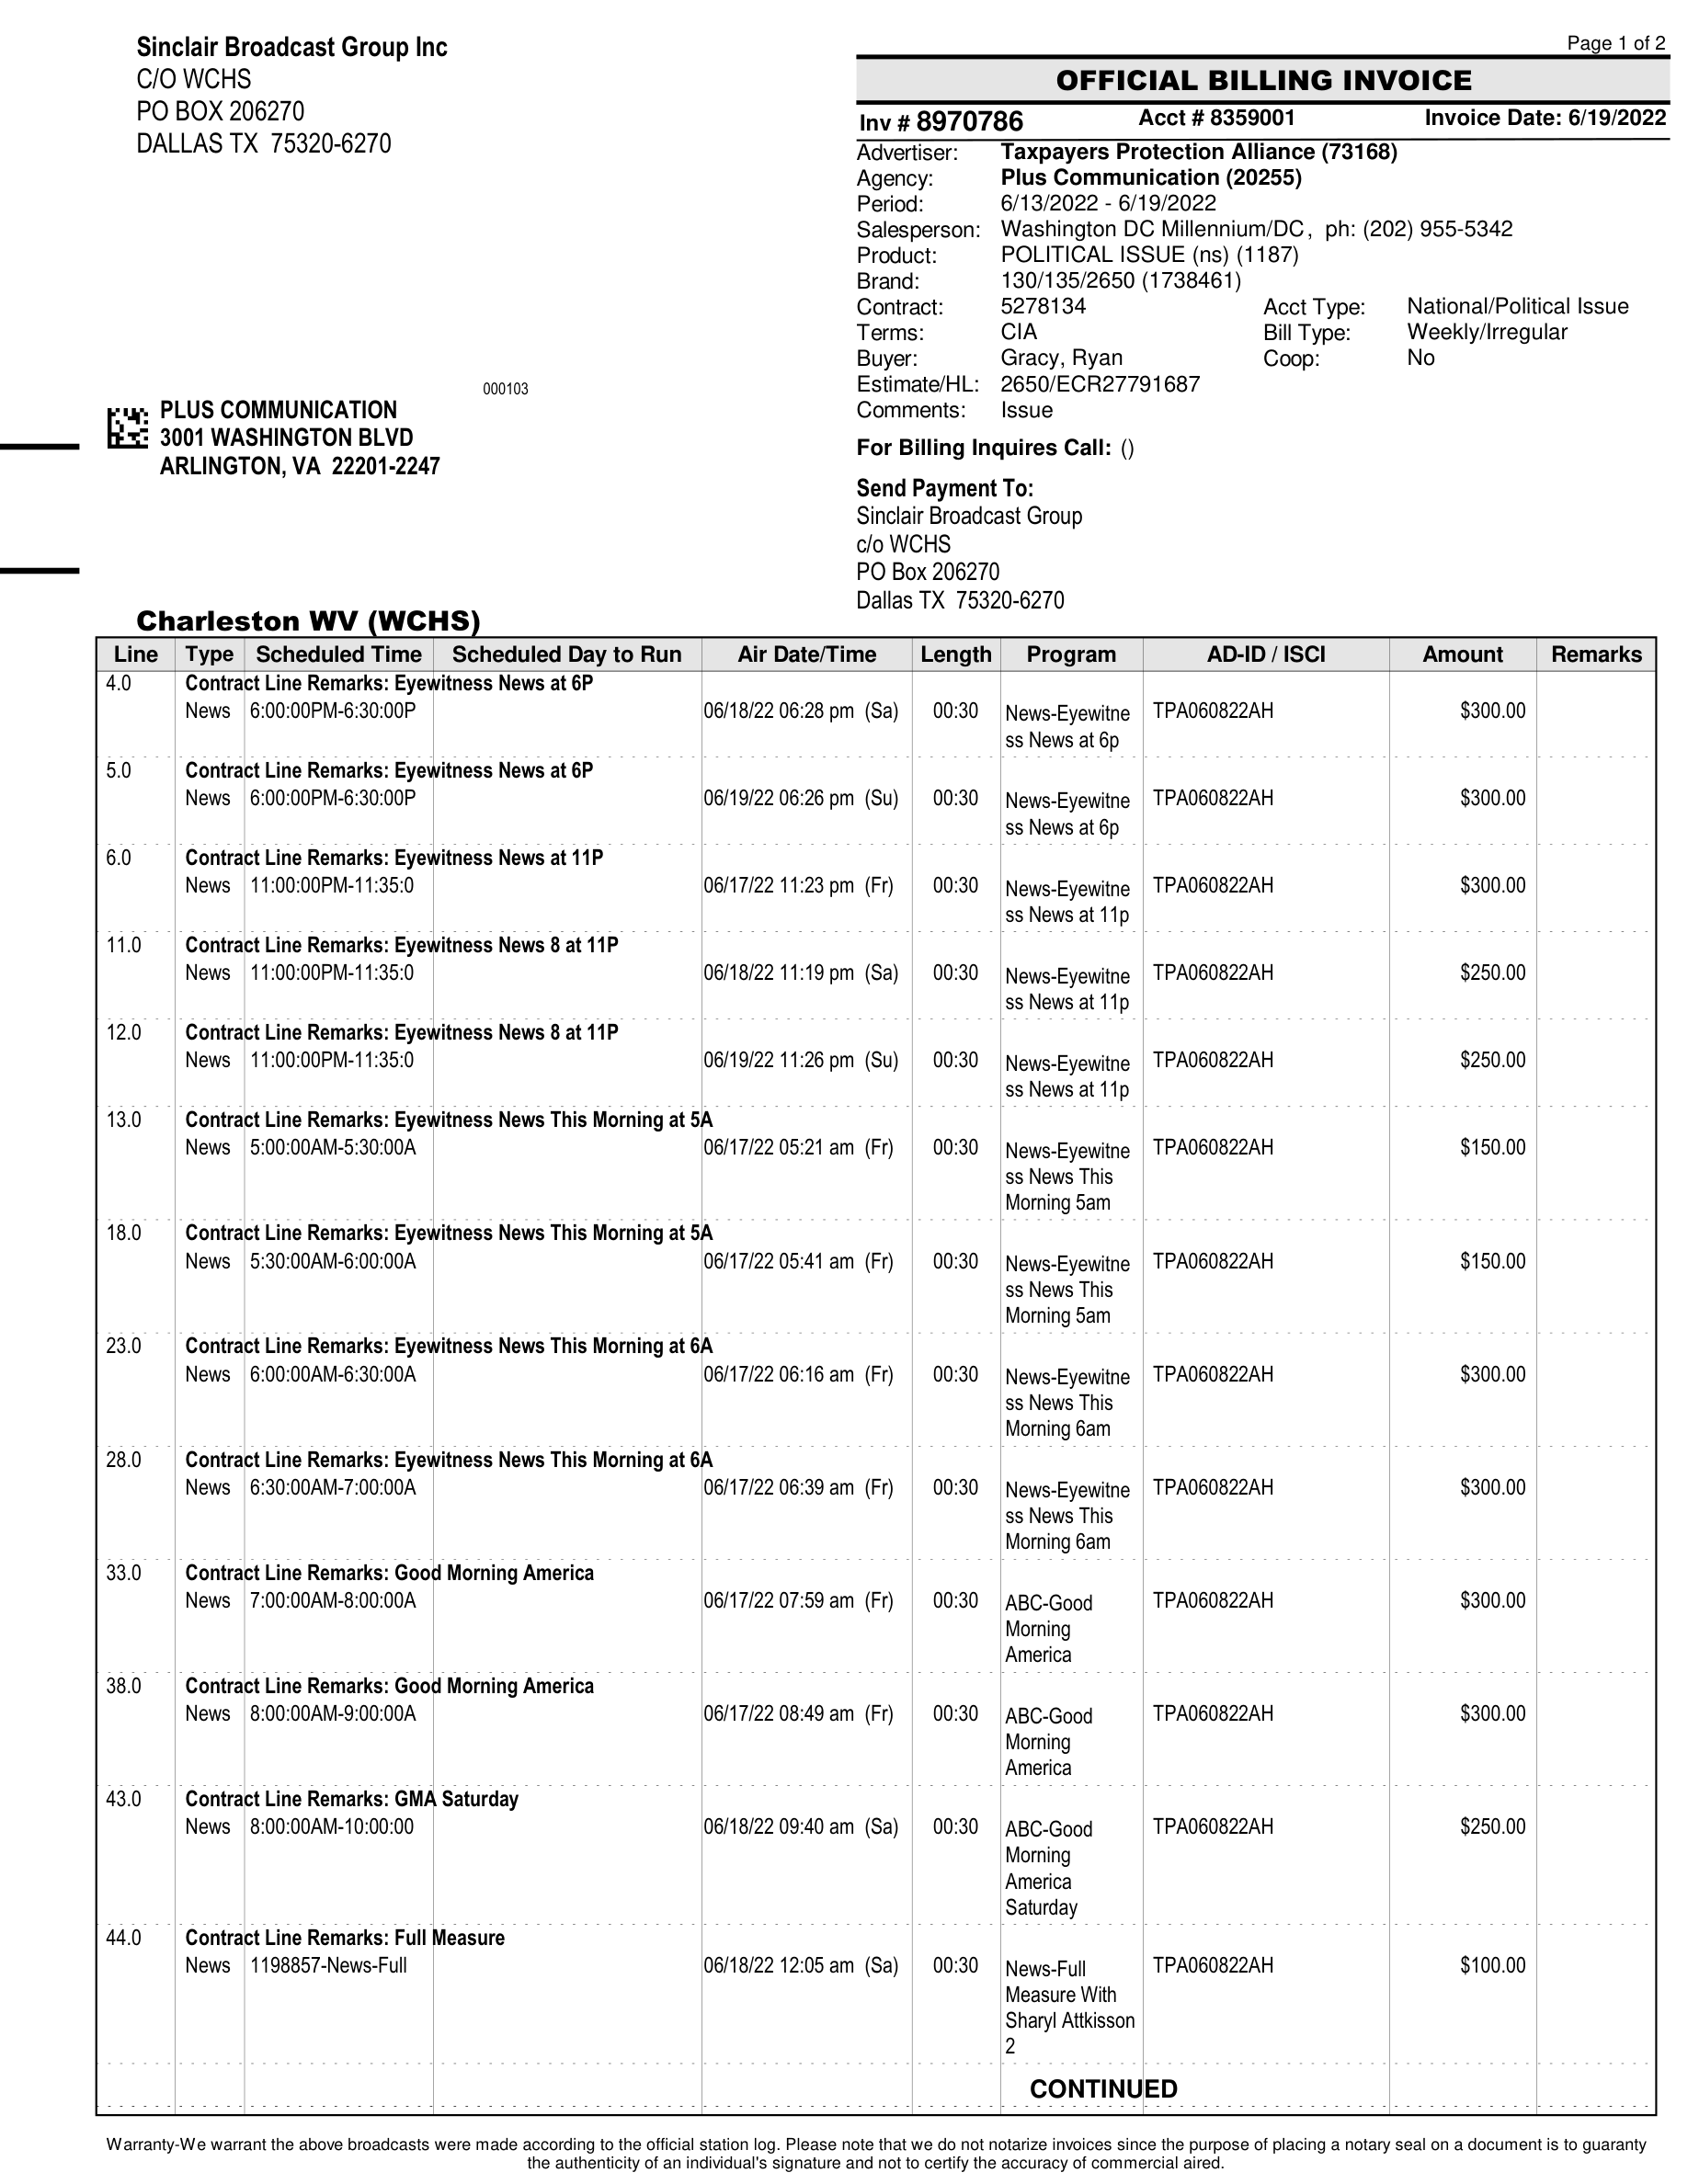 Sinclair Broadcast Group Inc
C/O WCHS
PO BOX 206270
DALLAS TX 75320-6270
Page 1 of 2
OFFICIAL BILLING INVOICE
Inv # 8970786 Acct # 8359001 Invoice Date: 6/19/2022
Advertiser: Taxpayers Protection Alliance (73168)
Agency: Plus Communication (20255)
Period: 6/13/2022 - 6/19/2022
Salesperson: Washington DC Millennium/DC, ph: (202) 955-5342
Product: POLITICAL ISSUE (ns) (1187)
Brand: 130/135/2650 (1738461)
Contract: 5278134 Acct Type: National/Political Issue
Terms: CIA Bill Type: Weekly/Irregular
Buyer: Gracy, Ryan Coop: No
Estimate/HL: 2650/ECR27791687
Comments: Issue
For Billing Inquires Call: ()
Send Payment To:
Sinclair Broadcast Group
c/o WCHS
PO Box 206270
Dallas TX 75320-6270
000103
PLUS COMMUNICATION
3001 WASHINGTON BLVD
ARLINGTON, VA 22201-2247
Charleston WV (WCHS)
Line Type Scheduled Time Scheduled Day to Run Air Date/Time Length Program AD-ID / ISCI Amount Remarks
4.0 Contract Line Remarks: Eyewitness News at 6P
News 6:00:00PM-6:30:00P 06/18/22 06:28 pm (Sa) 00:30 News-Eyewitne TPA060822AH $300.00
ss News at 6p
5.0 Contract Line Remarks: Eyewitness News at 6P
News 6:00:00PM-6:30:00P 06/19/22 06:26 pm (Su) 00:30 News-Eyewitne TPA060822AH $300.00
ss News at 6p
6.0 Contract Line Remarks: Eyewitness News at 11P
News 11:00:00PM-11:35:0 06/17/22 11:23 pm (Fr) 00:30 News-Eyewitne TPA060822AH $300.00
ss News at 11p
11.0 Contract Line Remarks: Eyewitness News 8 at 11P
News 11:00:00PM-11:35:0 06/18/22 11:19 pm (Sa) 00:30 News-Eyewitne TPA060822AH $250.00
ss News at 11p
12.0 Contract Line Remarks: Eyewitness News 8 at 11P
News 11:00:00PM-11:35:0 06/19/22 11:26 pm (Su) 00:30 News-Eyewitne TPA060822AH $250.00
ss News at 11p
13.0 Contract Line Remarks: Eyewitness News This Morning at 5A
News 5:00:00AM-5:30:00A 06/17/22 05:21 am (Fr) 00:30 News-Eyewitne TPA060822AH $150.00
ss News This
Morning 5am
18.0 Contract Line Remarks: Eyewitness News This Morning at 5A
News 5:30:00AM-6:00:00A 06/17/22 05:41 am (Fr) 00:30 News-Eyewitne TPA060822AH $150.00
ss News This
Morning 5am
23.0 Contract Line Remarks: Eyewitness News This Morning at 6A
News 6:00:00AM-6:30:00A 06/17/22 06:16 am (Fr) 00:30 News-Eyewitne TPA060822AH $300.00
ss News This
Morning 6am
28.0 Contract Line Remarks: Eyewitness News This Morning at 6A
News 6:30:00AM-7:00:00A 06/17/22 06:39 am (Fr) 00:30 News-Eyewitne TPA060822AH $300.00
ss News This
Morning 6am
33.0 Contract Line Remarks: Good Morning America
News 7:00:00AM-8:00:00A 06/17/22 07:59 am (Fr) 00:30 ABC-Good TPA060822AH $300.00
Morning
America
38.0 Contract Line Remarks: Good Morning America
News 8:00:00AM-9:00:00A 06/17/22 08:49 am (Fr) 00:30 ABC-Good TPA060822AH $300.00
Morning
America
43.0 Contract Line Remarks: GMA Saturday
News 8:00:00AM-10:00:00 06/18/22 09:40 am (Sa) 00:30 ABC-Good TPA060822AH $250.00
Morning
America
Saturday
44.0 Contract Line Remarks: Full Measure
News 1198857-News-Full 06/18/22 12:05 am (Sa) 00:30 News-Full TPA060822AH $100.00
Measure With
Sharyl Attkisson
2
CONTINUED
Warranty-We warrant the above broadcasts were made according to the official station log. Please note that we do not notarize invoices since the purpose of placing a notary seal on a document is to guaranty
the authenticity of an individual's signature and not to certify the accuracy of commercial aired.